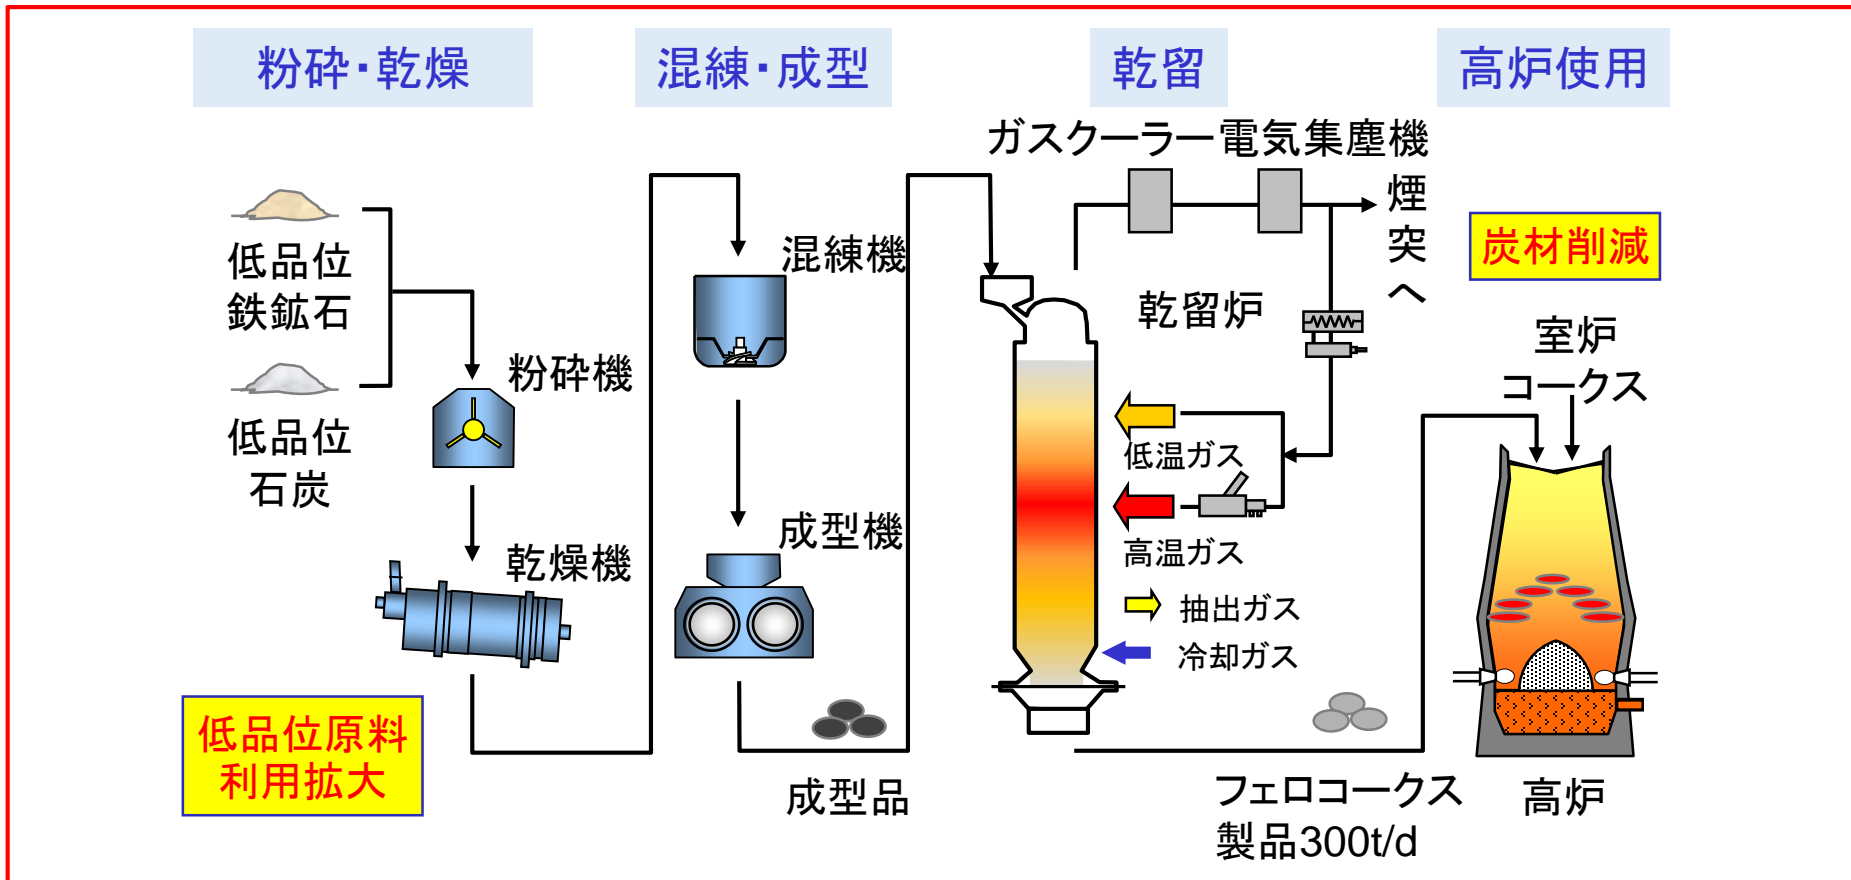 粉砕・乾燥
混練・成型
乾留
高炉使用
ガスクーラー
電気集塵機
煙突へ
低品位
鉄鉱石
低品位
石炭
粉砕機
乾燥機
低品位原料
利用拡大
混練機
成型機
成型品
乾留炉
低温ガス
高温ガス
抽出ガス
冷却ガス
フェロコークス
製品300t/d
炭材削減
室炉
コークス
高炉